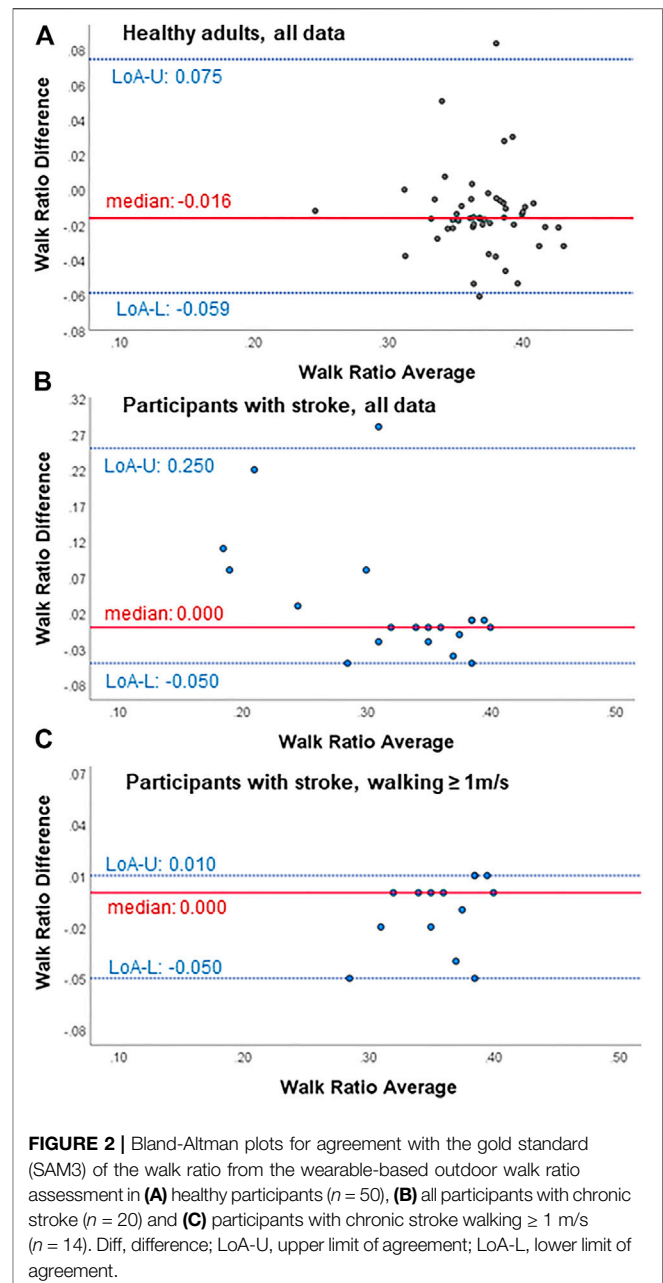 A
Healthy adults, all data
.08
.06
.04
.02
.00
-.02
-.04
-.06
-.08
Walk Ratio Difference
LoA-U: 0.075
median: -0.016
LoA-L: -0.059
.10
.20
.30
.40
Walk Ratio Average
B
Participants with stroke, all data
.32
.27
.22
.17
.12
.07
.02
-.03
-.08
Walk Ratio Difference
LoA-U: 0.250
median: 0.000
LoA-L: -0.050
.10
.20
.30
.40
.50
Walk Ratio Average
C
Participants with stroke, walking ≥ 1m/s
.07
.04
.01
-.02
-.05
-.08
Walk Ratio Difference
LoA-U: 0.010
median: 0.000
LoA-L: -0.050
.10
.20
.30
.40
.50
Walk Ratio Average
FIGURE 2 | Bland-Altman plots for agreement with the gold standard
(SAM3) of the walk ratio from the wearable-based outdoor walk ratio
assessment in (A) healthy participants (n = 50), (B) all participants with chronic
stroke (n = 20) and (C) participants with chronic stroke walking ≥ 1 m/s
(n = 14). Diff, difference; LoA-U, upper limit of agreement; LoA-L, lower limit of
agreement.